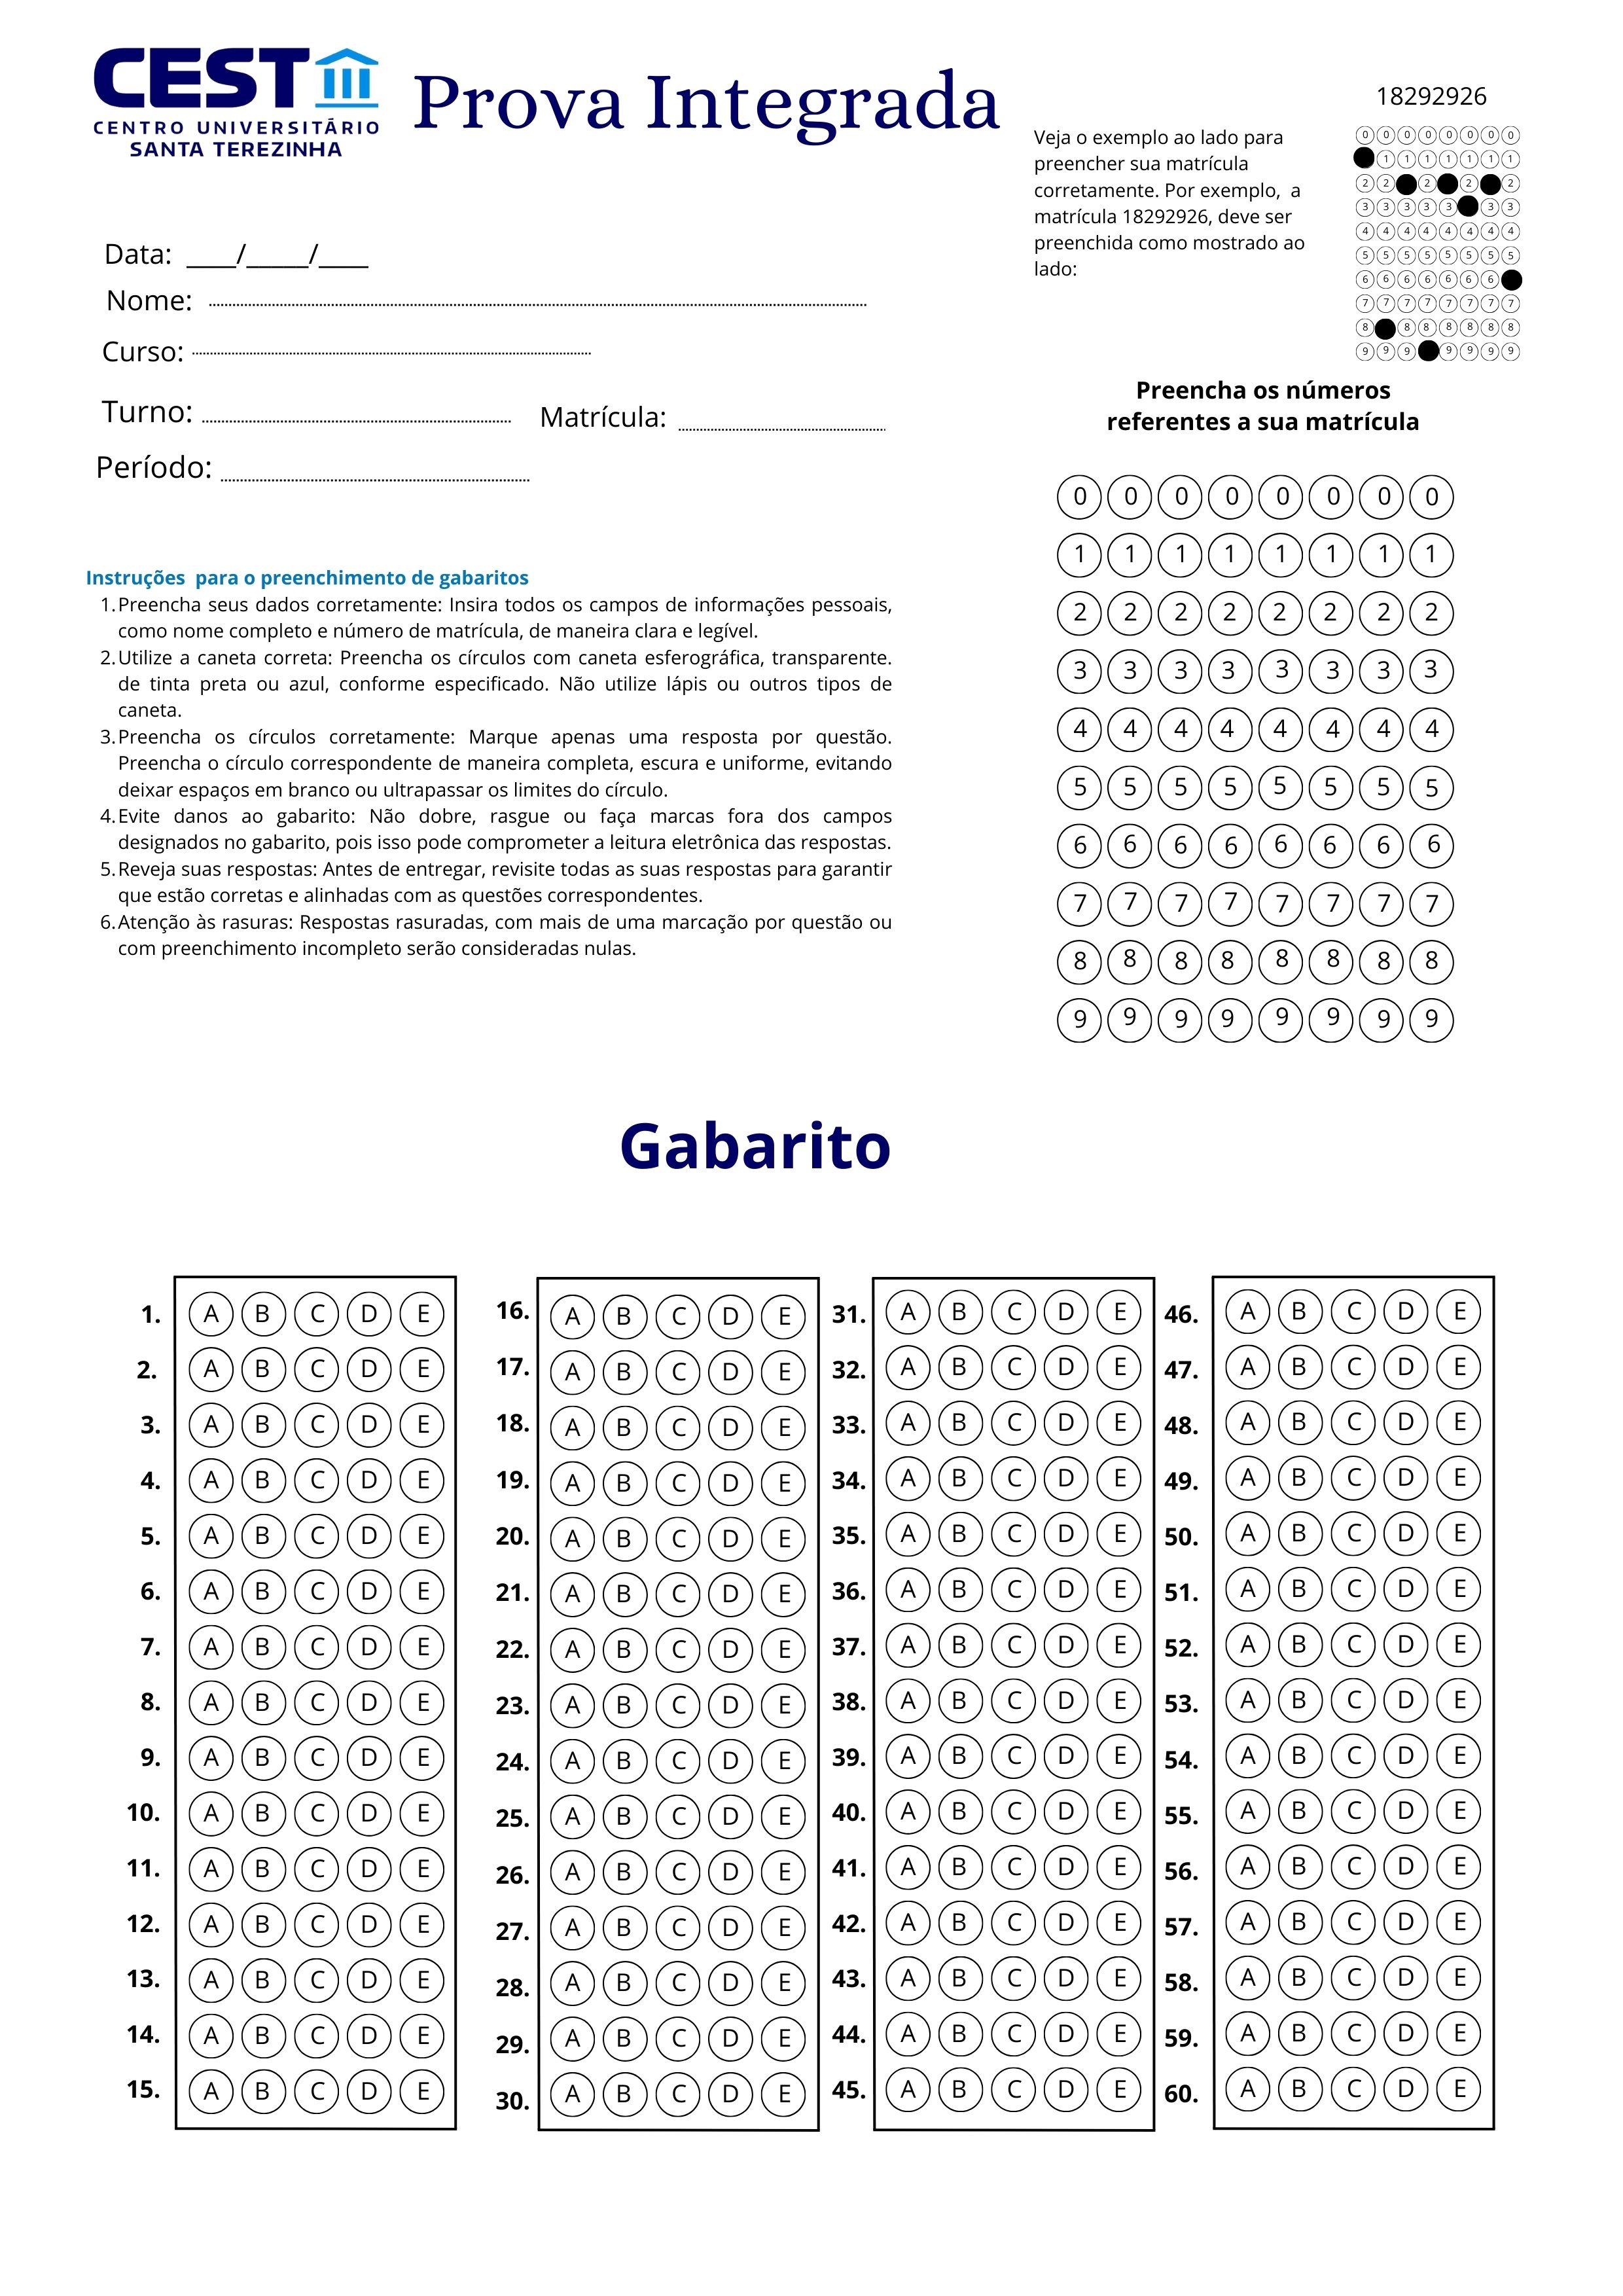 CEST
CENTRO UNIVERSITÁRIO
SANTA TEREZINHA
Prova Integrada
Data: ____/_____/____
Nome:
Curso:
Turno:
Matrícula:
Período:
Veja o exemplo ao lado para
preencher sua matrícula
corretamente. Por exemplo,  a
matrícula 18292926, deve ser
preenchida como mostrado ao
lado:
18292926
0 0 0 0 0 0 0 0
1 1 1 1 1 1 1
2 2 2 2 2
3 3 3 3 3 3 3
4 4 4 4 4 4 4 4
5 5 5 5 5 5 5 5
6 6 6 6 6 6 6
7 7 7 7 7 7 7 7
8 8 8 8 8 8 8
9 9 9 9 9 9 9
Preencha os números
referentes a sua matrícula
0 0 0 0 0 0 0 0
1 1 1 1 1 1 1 1
2 2 2 2 2 2 2 2
3 3 3 3 3 3 3 3
4 4 4 4 4 4 4 4
5 5 5 5 5 5 5 5
6 6 6 6 6 6 6 6
7 7 7 7 7 7 7 7
8 8 8 8 8 8 8 8
9 9 9 9 9 9 9 9
Instruções  para o preenchimento de gabaritos
1. Preencha seus dados corretamente: Insira todos os campos de informações pessoais,
como nome completo e número de matrícula, de maneira clara e legível.
2. Utilize a caneta correta: Preencha os círculos com caneta esferográfica, transparente.
de tinta preta ou azul, conforme especificado. Não utilize lápis ou outros tipos de
caneta.
3. Preencha os círculos corretamente: Marque apenas uma resposta por questão.
Preencha o círculo correspondente de maneira completa, escura e uniforme, evitando
deixar espaços em branco ou ultrapassar os limites do círculo.
4. Evite danos ao gabarito: Não dobre, rasgue ou faça marcas fora dos campos
designados no gabarito, pois isso pode comprometer a leitura eletrônica das respostas.
5. Reveja suas respostas: Antes de entregar, revisite todas as suas respostas para garantir
que estão corretas e alinhadas com as questões correspondentes.
6. Atenção às rasuras: Respostas rasuradas, com mais de uma marcação por questão ou
com preenchimento incompleto serão consideradas nulas.
Gabarito
1. A B C D E
2. A B C D E
3. A B C D E
4. A B C D E
5. A B C D E
6. A B C D E
7. A B C D E
8. A B C D E
9. A B C D E
10. A B C D E
11. A B C D E
12. A B C D E
13. A B C D E
14. A B C D E
15. A B C D E
16. A B C D E
17. A B C D E
18. A B C D E
19. A B C D E
20. A B C D E
21. A B C D E
22. A B C D E
23. A B C D E
24. A B C D E
25. A B C D E
26. A B C D E
27. A B C D E
28. A B C D E
29. A B C D E
30. A B C D E
31. A B C D E
32. A B C D E
33. A B C D E
34. A B C D E
35. A B C D E
36. A B C D E
37. A B C D E
38. A B C D E
39. A B C D E
40. A B C D E
41. A B C D E
42. A B C D E
43. A B C D E
44. A B C D E
45. A B C D E
46. A B C D E
47. A B C D E
48. A B C D E
49. A B C D E
50. A B C D E
51. A B C D E
52. A B C D E
53. A B C D E
54. A B C D E
55. A B C D E
56. A B C D E
57. A B C D E
58. A B C D E
59. A B C D E
60. A B C D E